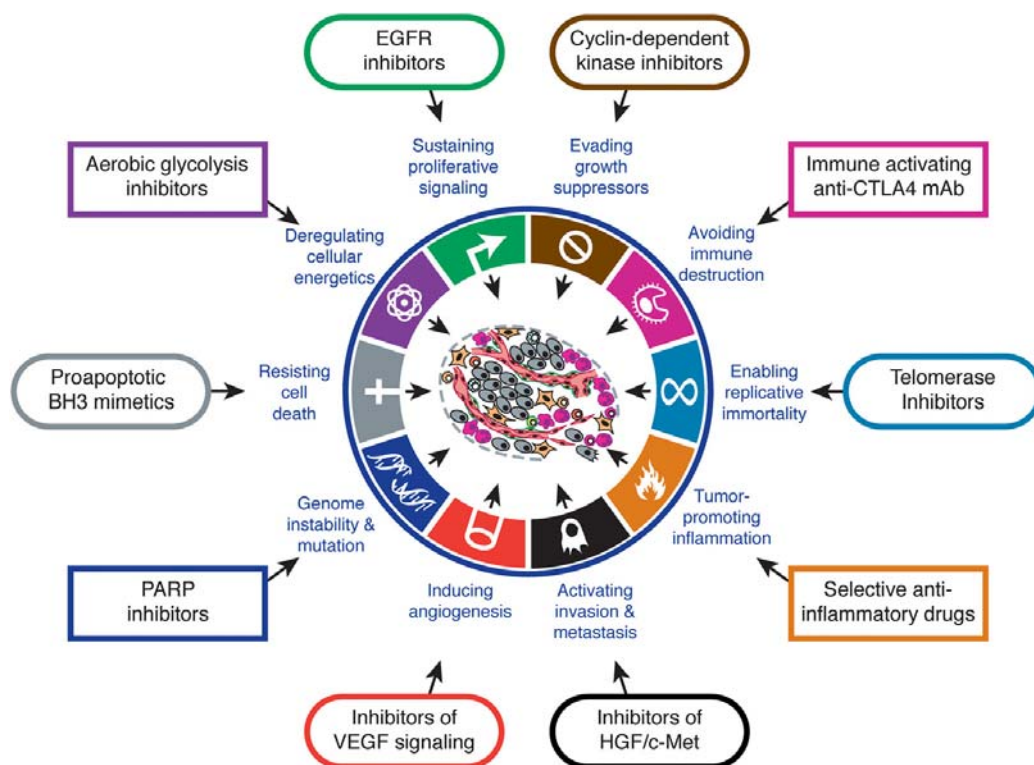 EGFR
inhibitors
Cyclin-dependent
kinase inhibitors
Sustaining
proliferative
signaling
Evading
growth
suppressors
Aerobic glycolysis
inhibitors
Immune activating
anti-CTLA4 mAb
Deregulating
cellular
energetics
Avoiding
immune
destruction
Proapoptotic
BH3 mimetics
Resisting
cell
death
Enabling
replicative
immortality
Telomerase
Inhibitors
Genome
instability &
mutation
Tumor-
promoting
inflammation
PARP
inhibitors
Inducing
angiogenesis
Activating
invasion &
metastasis
Selective anti-
inflammatory drugs
Inhibitors of
VEGF signaling
Inhibitors of
HGF/c-Met